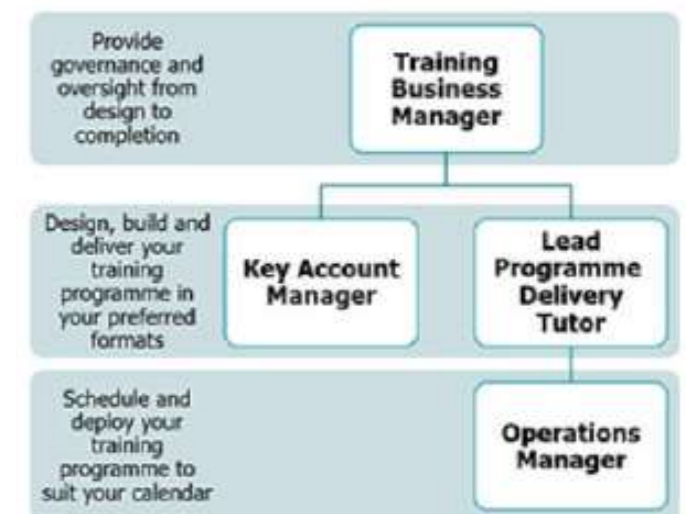 Provide
governance and
oversight from
design to
completion
Training
Business
Manager
Design, build and
deliver your
training
programme in
your preferred
formats
Key Account
Manager
Lead
Programme
Delivery
Tutor
Schedule and
deploy your
training
programme to
suit your calendar
Operations
Manager